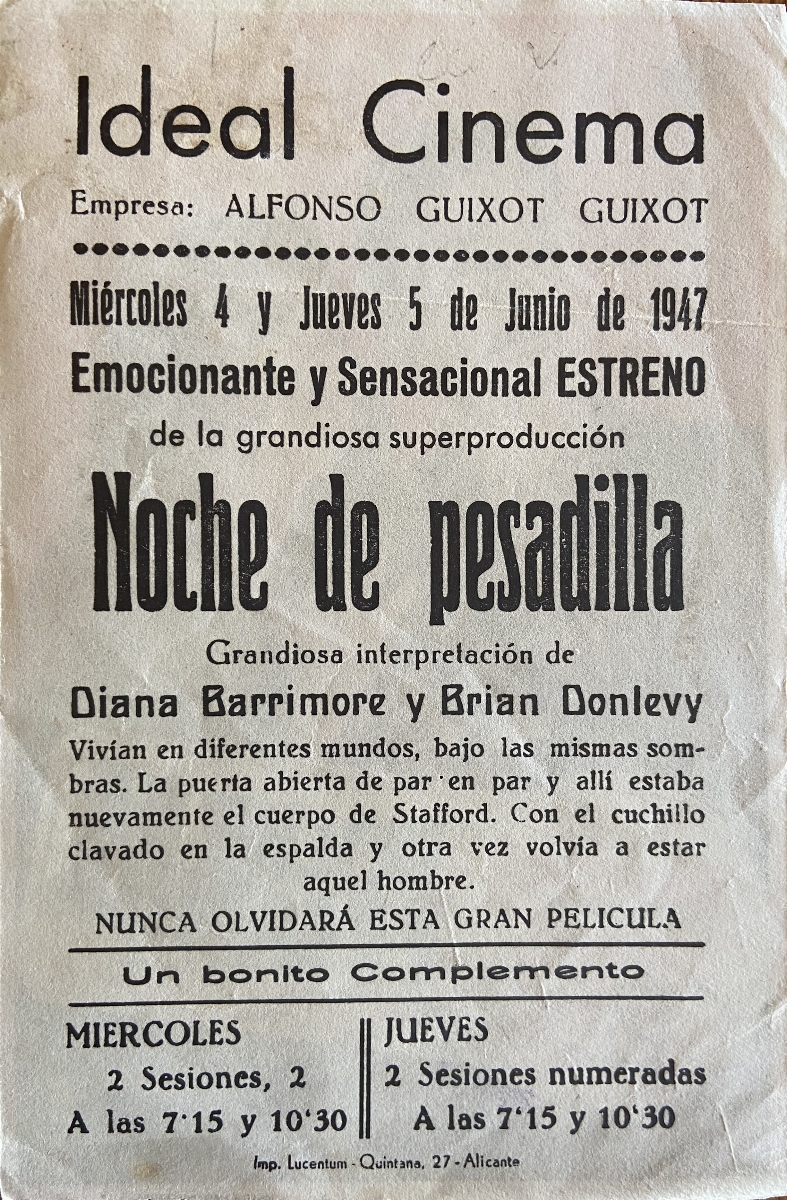 Ideal Cinema
Empresa: ALFONSO GUIXOT GUIXOT
Miércoles 4 y Jueves 5 de Junio de 1947
Emocionante y Sensacional ESTRENO
de la grandiosa superproducción
Noche de pesadilla
Grandiosa interpretación de
Diana Barrimore y Brian Donlevy
Vivían en diferentes mundos, bajo las mismas som-
bras. La puerta abierta de par en par y allí estaba
nuevamente el cuerpo de Stafford. Con el cuchillo
clavado en la espalda y otra vez volvía a estar
aquel hombre.
NUNCA OLVIDARÁ ESTA GRAN PELICULA
Un bonito Complemento
MIERCOLES
2 Sesiones, 2
A las 7·15 y 10‘30
JUEVES
2 Sesiones numeradas
A las 7‘15 y 10‘30
Imp. Lucentum - Quintana, 27 - Alicante